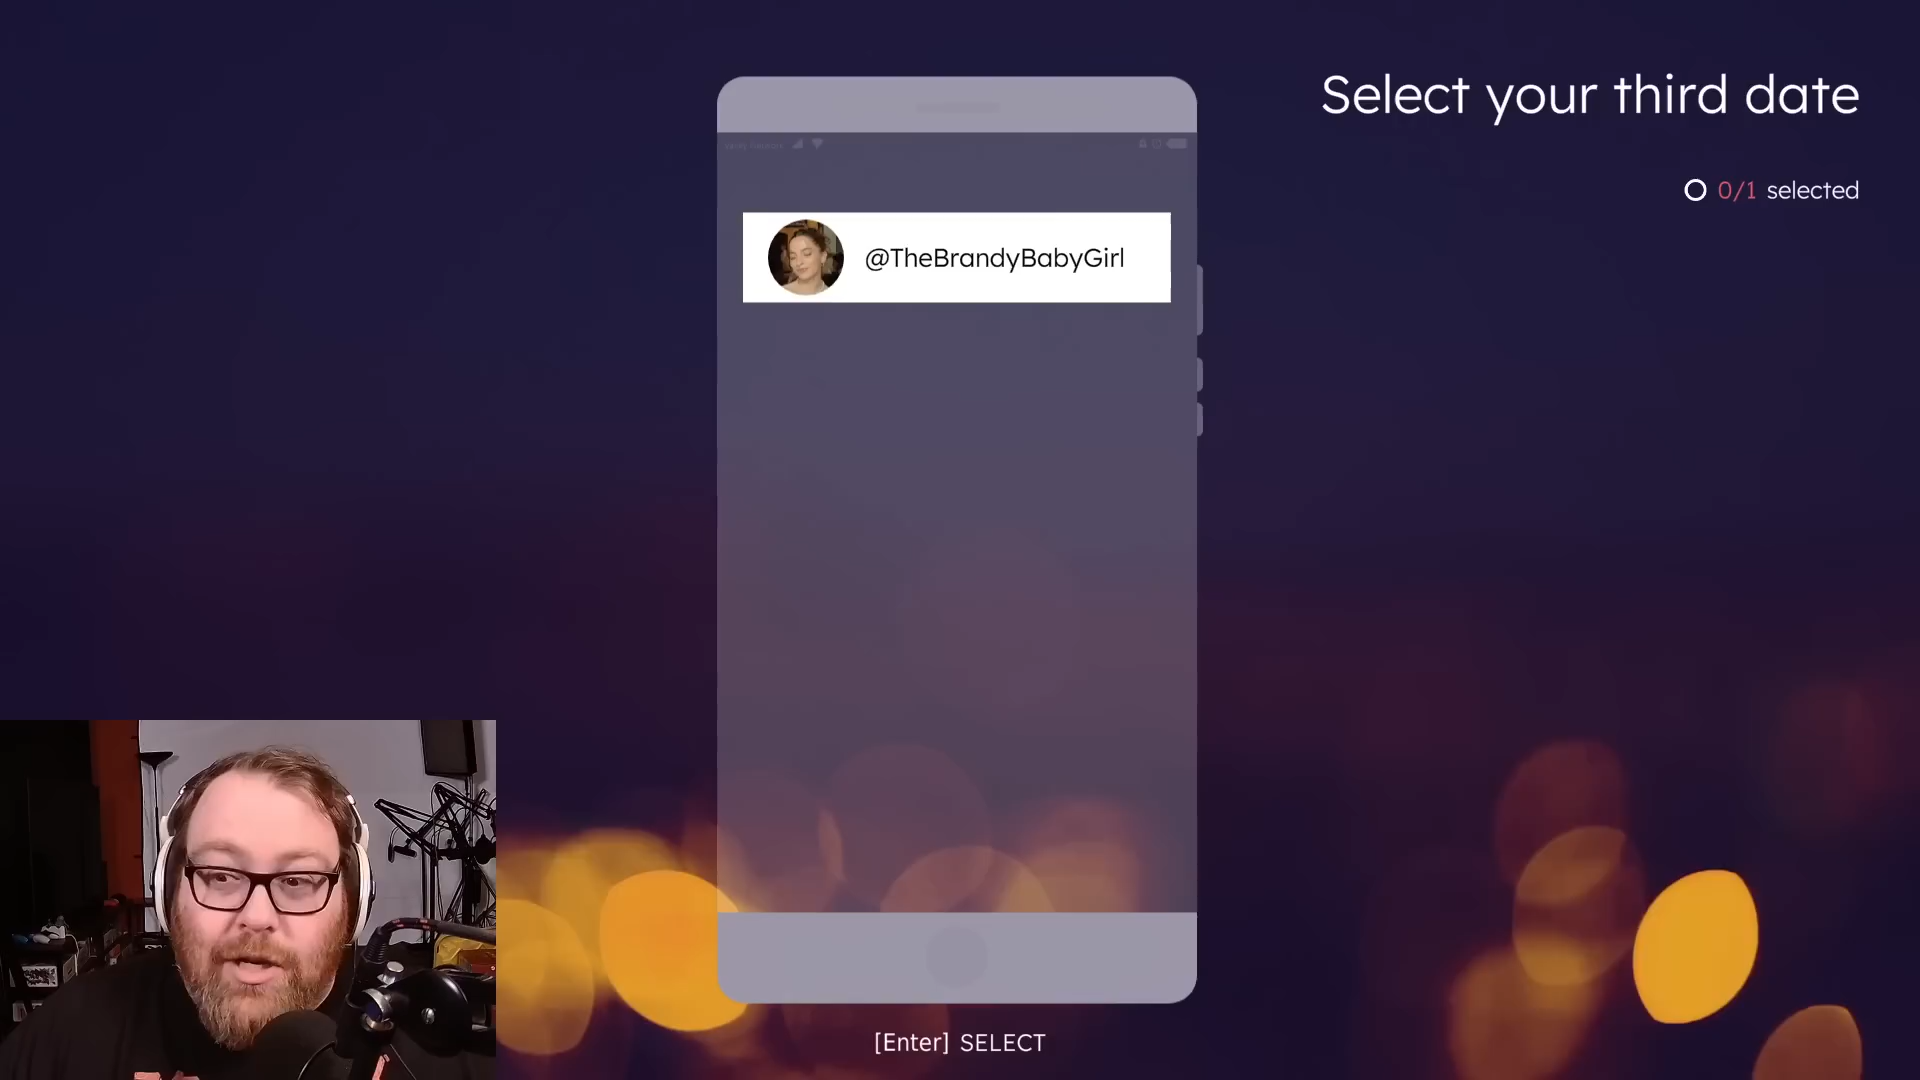 Select your third date
0/1 selected
@TheBrandyBabyGirl
[Enter] SELECT